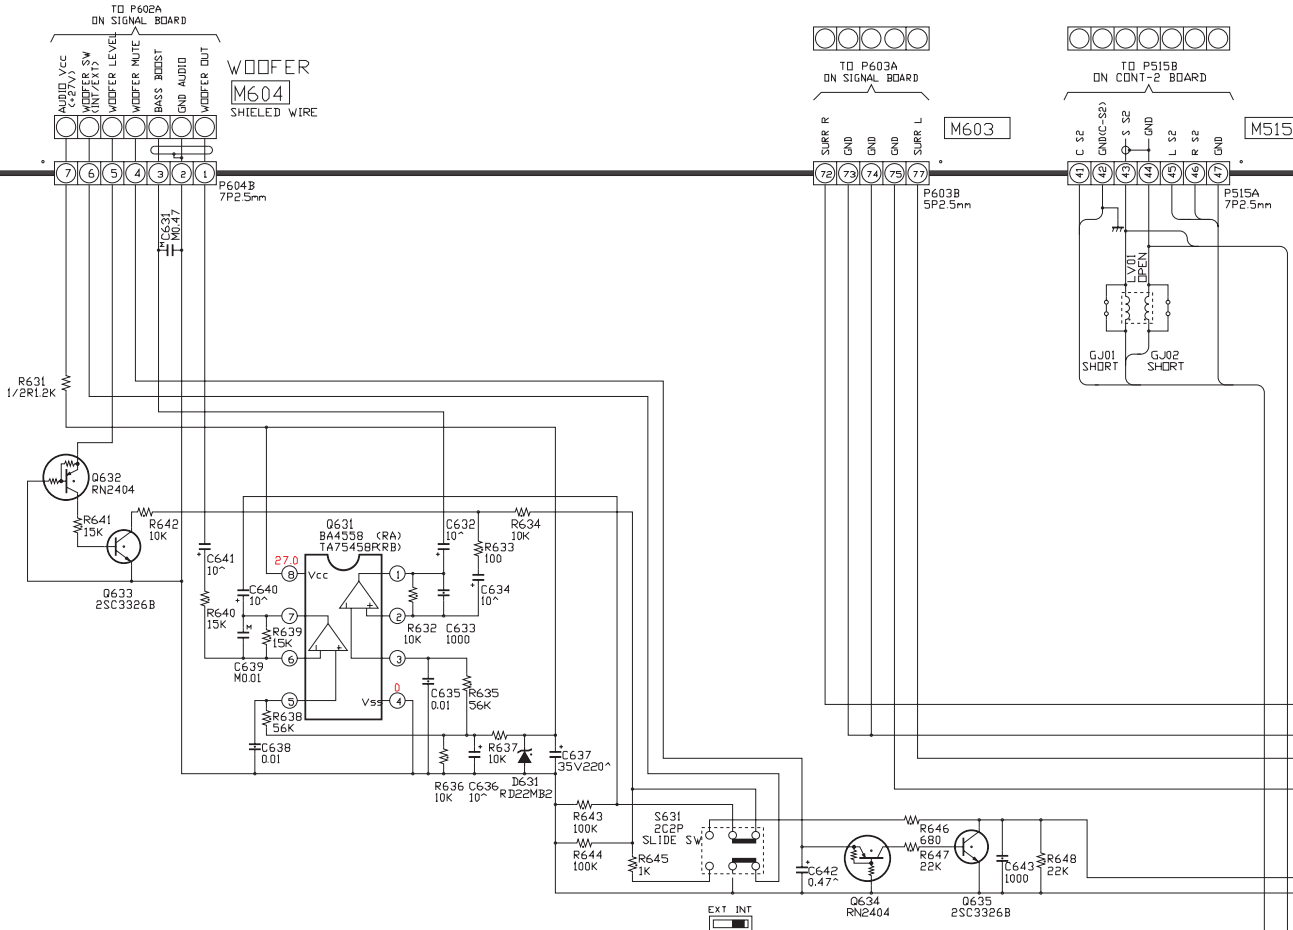 TO P602A
ON SIGNAL BOARD
AUDIO Vcc
(+27V)
WOOFER SW
(INT/EXT)
WOOFER LEVEL
WOOFER MUTE
BASS BOOST
GND AUDIO
WOOFER OUT
WOOFER
M604
SHIELED WIRE
7
6
5
4
3
2
1
P604B
7P2.5mm
TO P603A
ON SIGNAL BOARD
SURR R
GND
GND
GND
SURR L
M603
72
73
74
75
77
P603B
5P2.5mm
TO P515B
ON CONT-2 BOARD
C S2
GND(C-S2)
S S2
GND
L S2
R S2
GND
M515
41
42
43
44
45
46
47
P515A
7P2.5mm
M
C631
M0.47
LV01
OPEN
GJ01
SHORT
GJ02
SHORT
R631
1/2R1.2K
Q632
RN2404
R641
15K
R642
10K
Q633
2SC3326B
C641
10^
R640
15K
C640
10^
M
R639
15K
C639
M0.01
R638
56K
C638
0.01
27.0
Q631
BA4558 (RA)
TA75458P(RB)
8
Vcc
7
6
5
1
2
3
4
Vss
0
C632
10^
R633
100
R634
10K
C634
10^
R632
10K
C633
1000
C635
0.01
R635
56K
R637
10K
R636
10K
C636
10^
D631
RD22MB2
C637
35V220^
R643
100K
R644
100K
R645
1K
S631
2C2P
SLIDE SW
EXT INT
C642
0.47^
Q634
RN2404
R646
680
R647
22K
Q635
2SC3326B
C643
1000
R648
22K